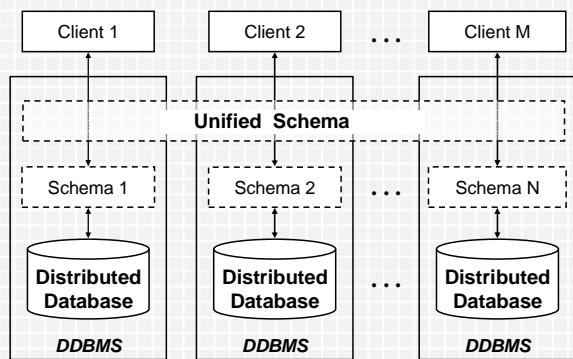 Client 1
Client 2
...
Client M
Unified Schema
Schema 1
Schema 2
...
Schema N
Distributed
Database
Distributed
Database
...
Distributed
Database
DDBMS
DDBMS
DDBMS